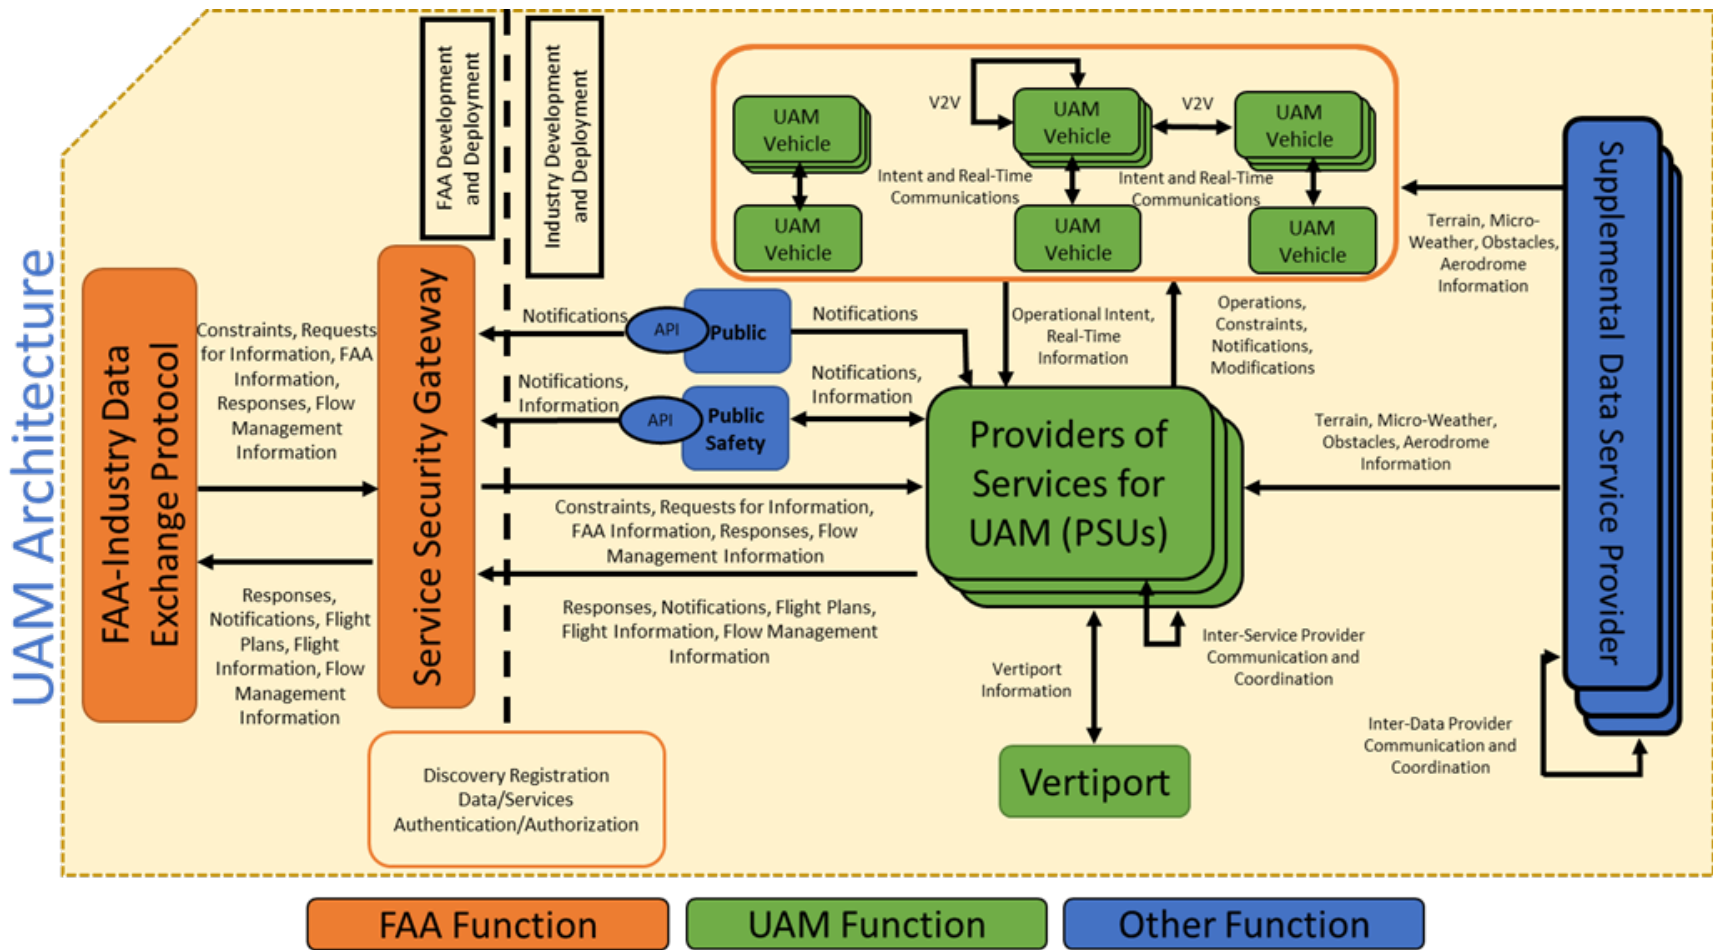 UAM Architecture
FAA Development
and Deployment
Industry Development
and Deployment
UAM
Vehicle
V2V
UAM
Vehicle
V2V
UAM
Vehicle
Intent and Real-Time
Communications
Intent and Real-Time
Communications
UAM
Vehicle
UAM
Vehicle
UAM
Vehicle
Supplemental Data Service Provider
Terrain, Micro-
Weather, Obstacles,
Aerodrome
Information
FAA-Industry Data
Exchange Protocol
Constraints, Requests
for Information, FAA
Information,
Responses, Flow
Management
Information
Service Security Gateway
Notifications
API
Public
Notifications
Operational Intent,
Real-Time
Information
Operations,
Constraints,
Notifications,
Modifications
Notifications,
Information
API
Public
Safety
Notifications,
Information
Providers of
Services for
UAM (PSUs)
Terrain, Micro-Weather,
Obstacles, Aerodrome
Information
Constraints, Requests for Information,
FAA Information, Responses, Flow
Management Information
Responses,
Notifications, Flight
Plans, Flight
Information, Flow
Management
Information
Responses, Notifications, Flight Plans,
Flight Information, Flow Management
Information
Vertiport
Information
Inter-Service Provider
Communication and
Coordination
Inter-Data Provider
Communication and
Coordination
Discovery Registration
Data/Services
Authentication/Authorization
Vertiport
FAA Function
UAM Function
Other Function